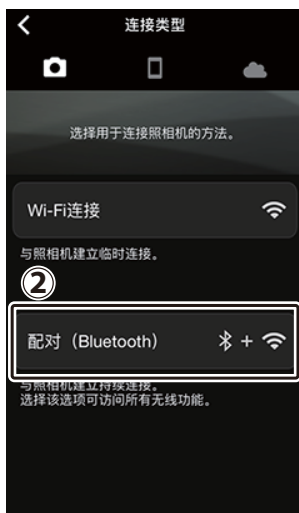 连接类型
选择用于连接照相机的方法。
Wi-Fi连接
与照相机建立临时连接。
②
配对（Bluetooth） +
与照相机建立持续连接。
选择该选项可访问所有无线功能。